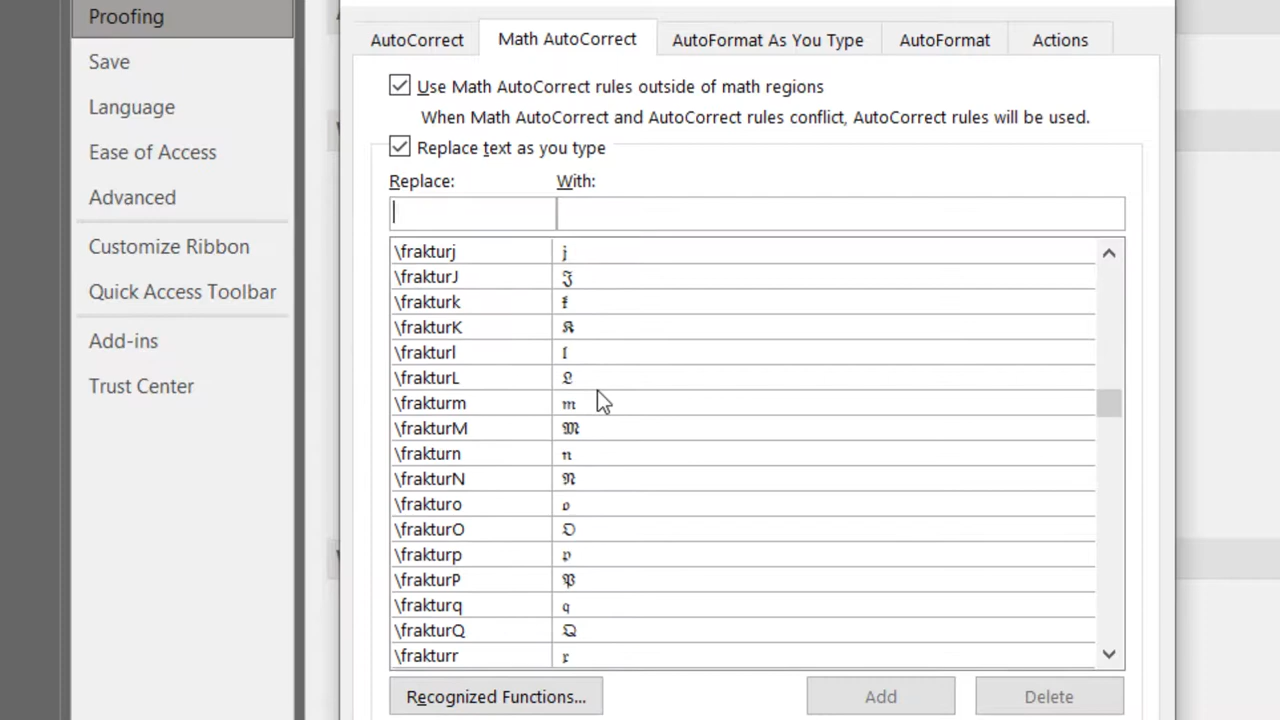 Proofing
Save
Language
Ease of Access
Advanced
Customize Ribbon
Quick Access Toolbar
Add-ins
Trust Center
AutoCorrect Math AutoCorrect AutoFormat As You Type AutoFormat Actions
Use Math AutoCorrect rules outside of math regions
When Math AutoCorrect and AutoCorrect rules conflict, AutoCorrect rules will be used.
Replace text as you type
Replace: With:
\frakturj 𝔧
\frakturJ 𝔍
\frakturk 𝔨
\frakturK 𝔎
\frakturl 𝔩
\frakturL 𝔏
\frakturm 𝔪
\frakturM 𝔐
\frakturn 𝔫
\frakturN 𝔑
\frakturo 𝔬
\frakturO 𝔒
\frakturp 𝔭
\frakturP 𝔓
\frakturq 𝔮
\frakturQ 𝔔
\frakturr 𝔯
Recognized Functions... Add Delete